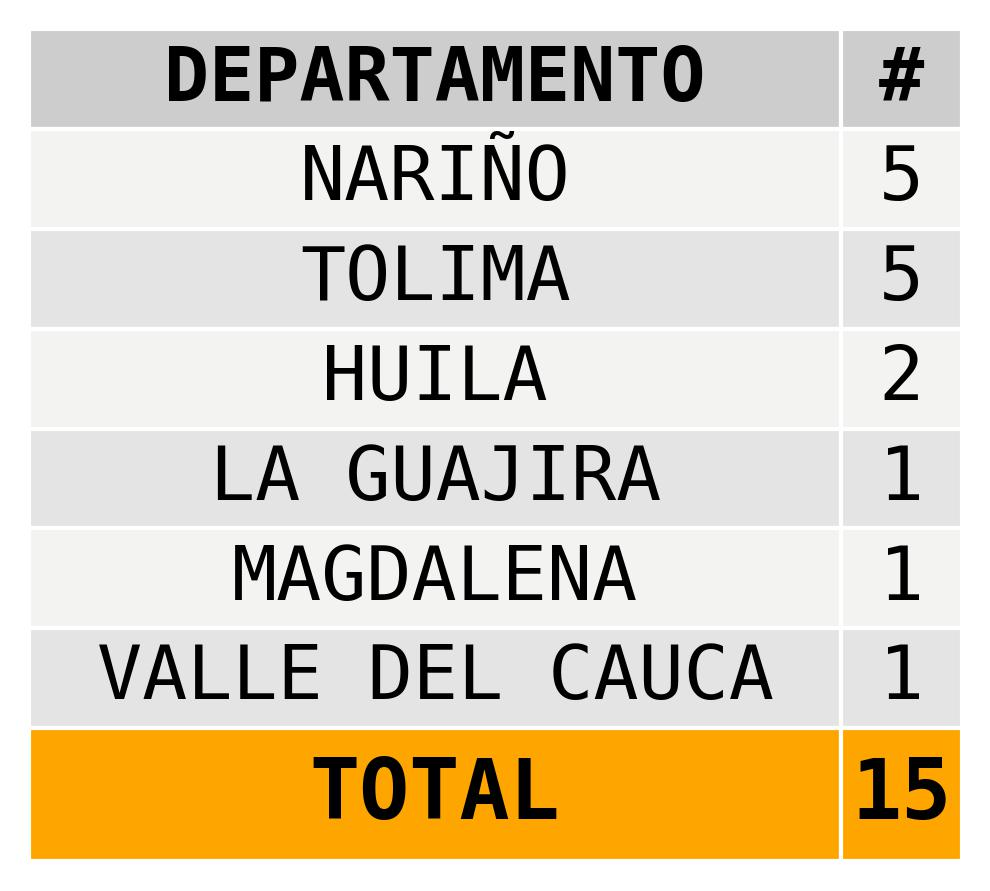 DEPARTAMENTO #
NARIÑO 5
TOLIMA 5
HUILA 2
LA GUAJIRA 1
MAGDALENA 1
VALLE DEL CAUCA 1
TOTAL 15